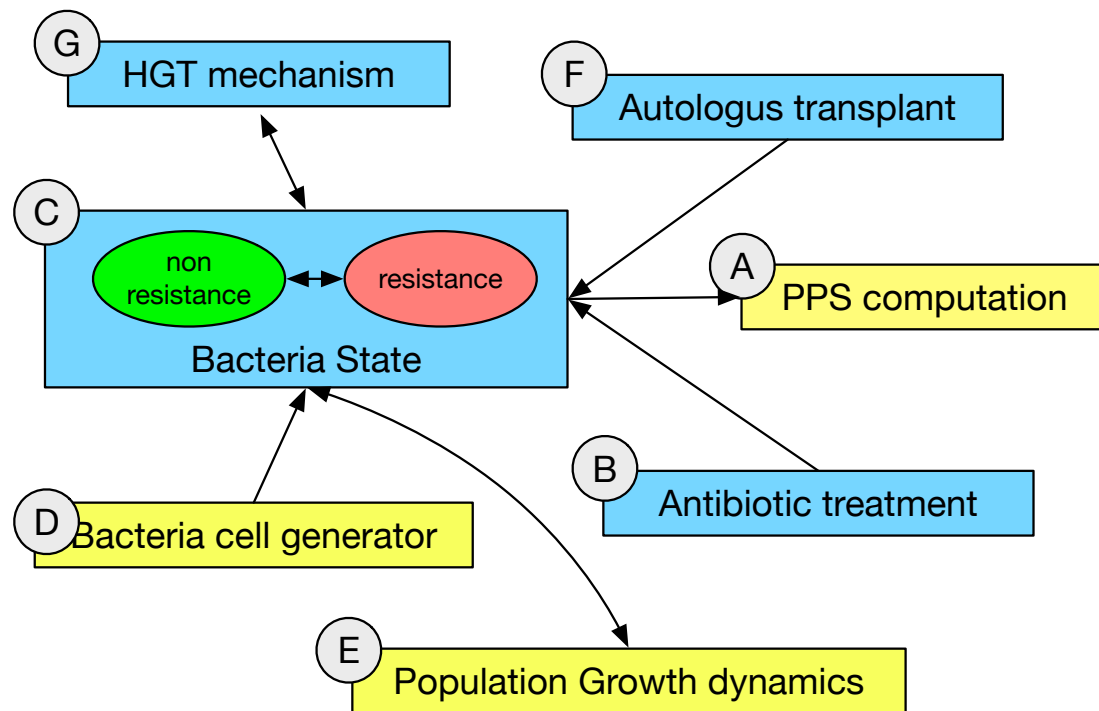 G
HGT mechanism
F
Autologus transplant
C
non
resistance
resistance
Bacteria State
A
PPS computation
B
Antibiotic treatment
D
Bacteria cell generator
E
Population Growth dynamics